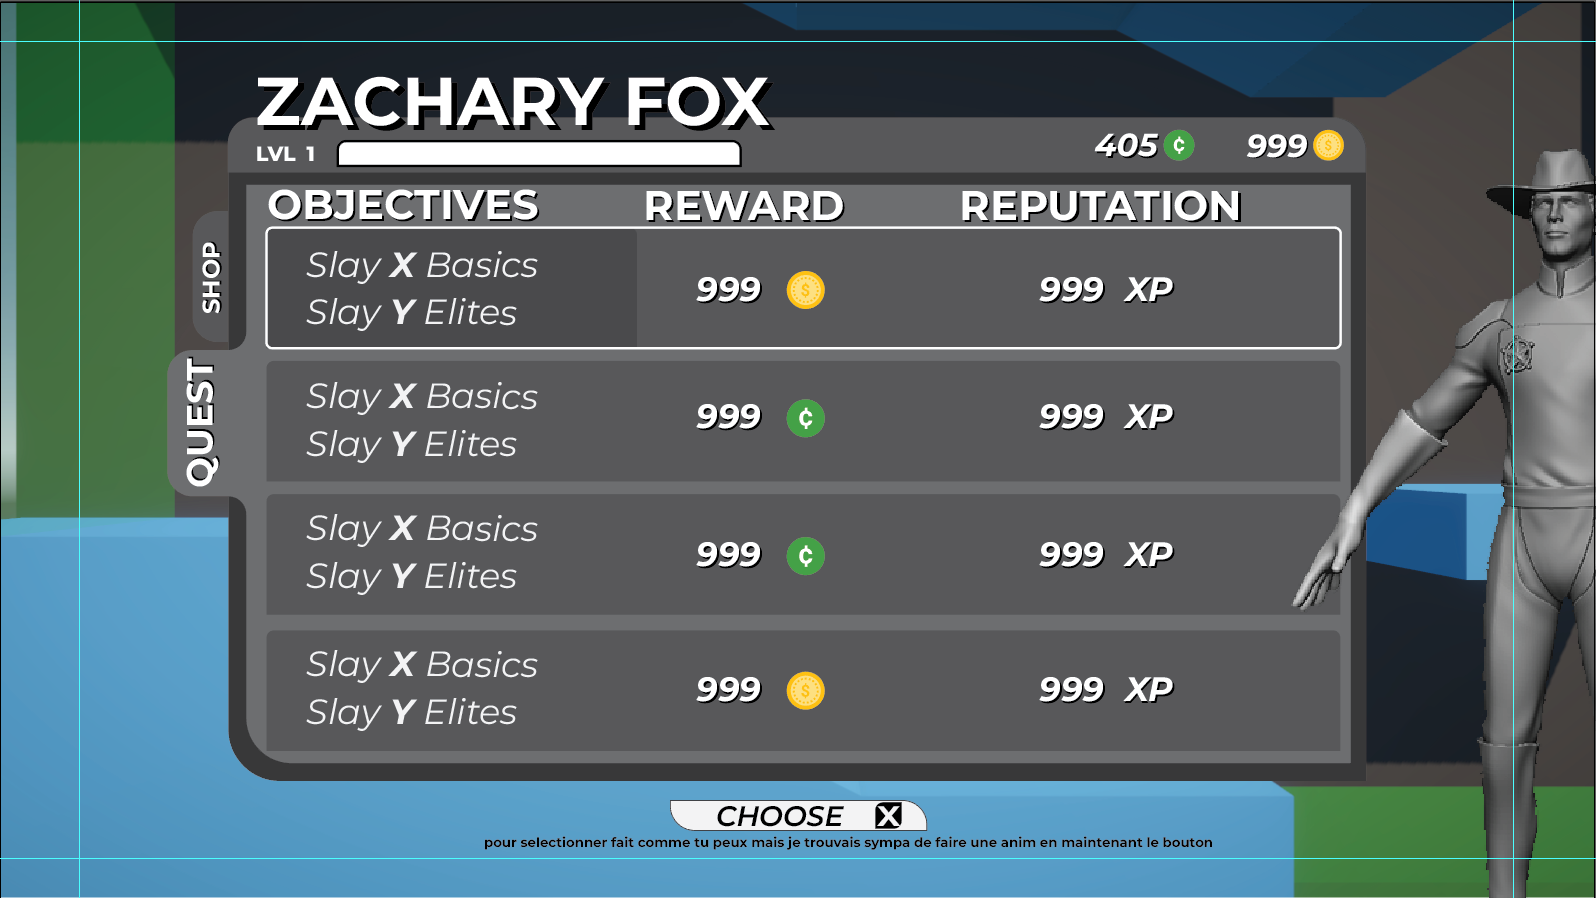 ZACHARY FOX
LVL 1
405 ¢
999 $
SHOP
QUEST
OBJECTIVES REWARD REPUTATION
Slay X Basics
Slay Y Elites
999 $ 999 XP
Slay X Basics
Slay Y Elites
999 ¢ 999 XP
Slay X Basics
Slay Y Elites
999 ¢ 999 XP
Slay X Basics
Slay Y Elites
999 $ 999 XP
CHOOSE X
pour selectionner fait comme tu peux mais je trouvais sympa de faire une anim en maintenant le bouton